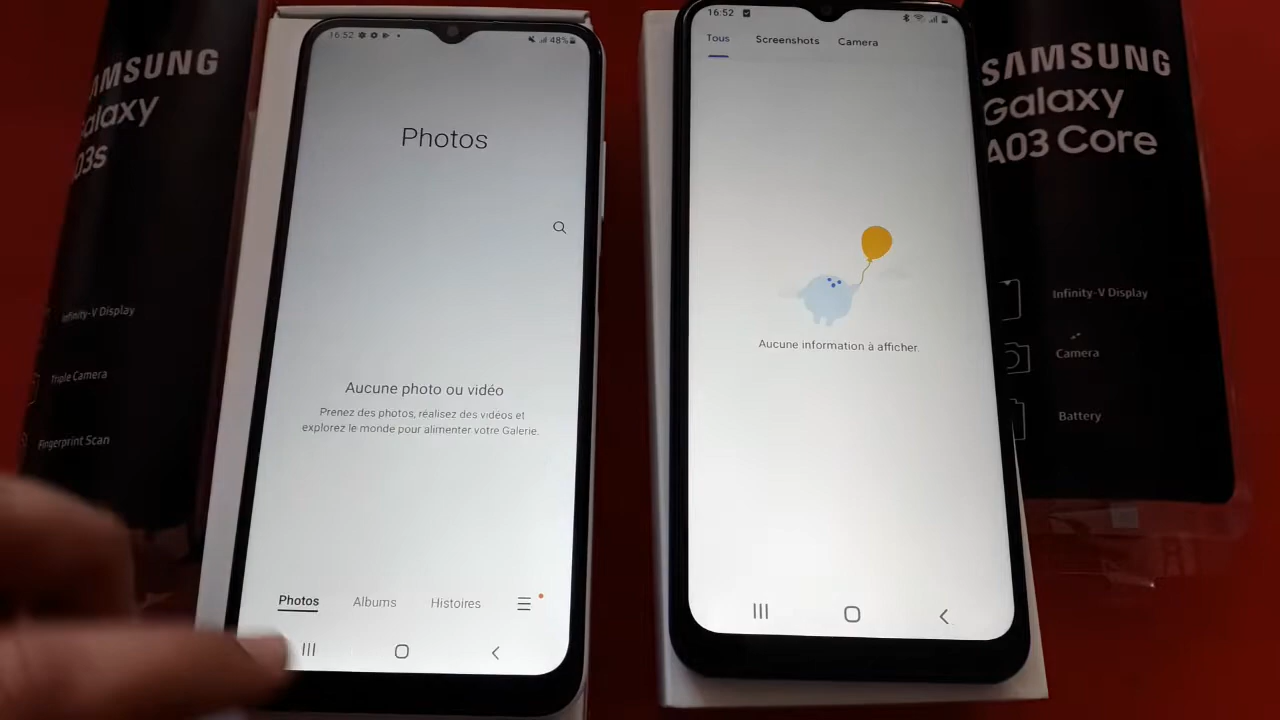 SAMSUNG
Galaxy
03s
Infinity-V Display
Triple Camera
Fingerprint Scan
16:52
48%
Photos
Aucune photo ou vidéo
Prenez des photos, réalisez des vidéos et
explorez le monde pour alimenter votre Galerie.
Photos Albums Histoires
16:52
Tous Screenshots Camera
Aucune information à afficher.
SAMSUNG
Galaxy
A03 Core
Infinity-V Display
Camera
Battery